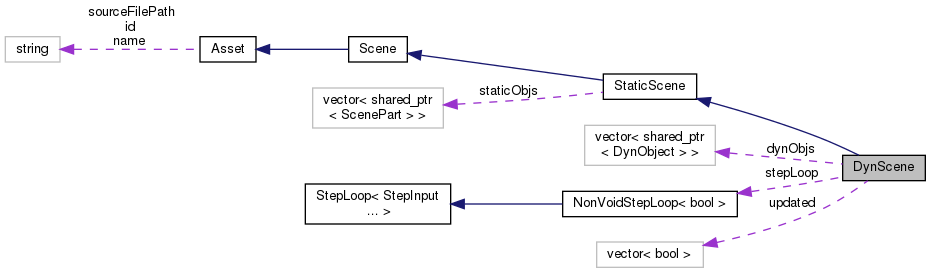 sourceFilePath
id
name
string
Asset
Scene
StaticScene
staticObjs
vector< shared_ptr
< ScenePart > >
vector< shared_ptr
< DynObject > >
dynObjs
DynScene
stepLoop
StepLoop< StepInput
... >
NonVoidStepLoop< bool >
updated
vector< bool >